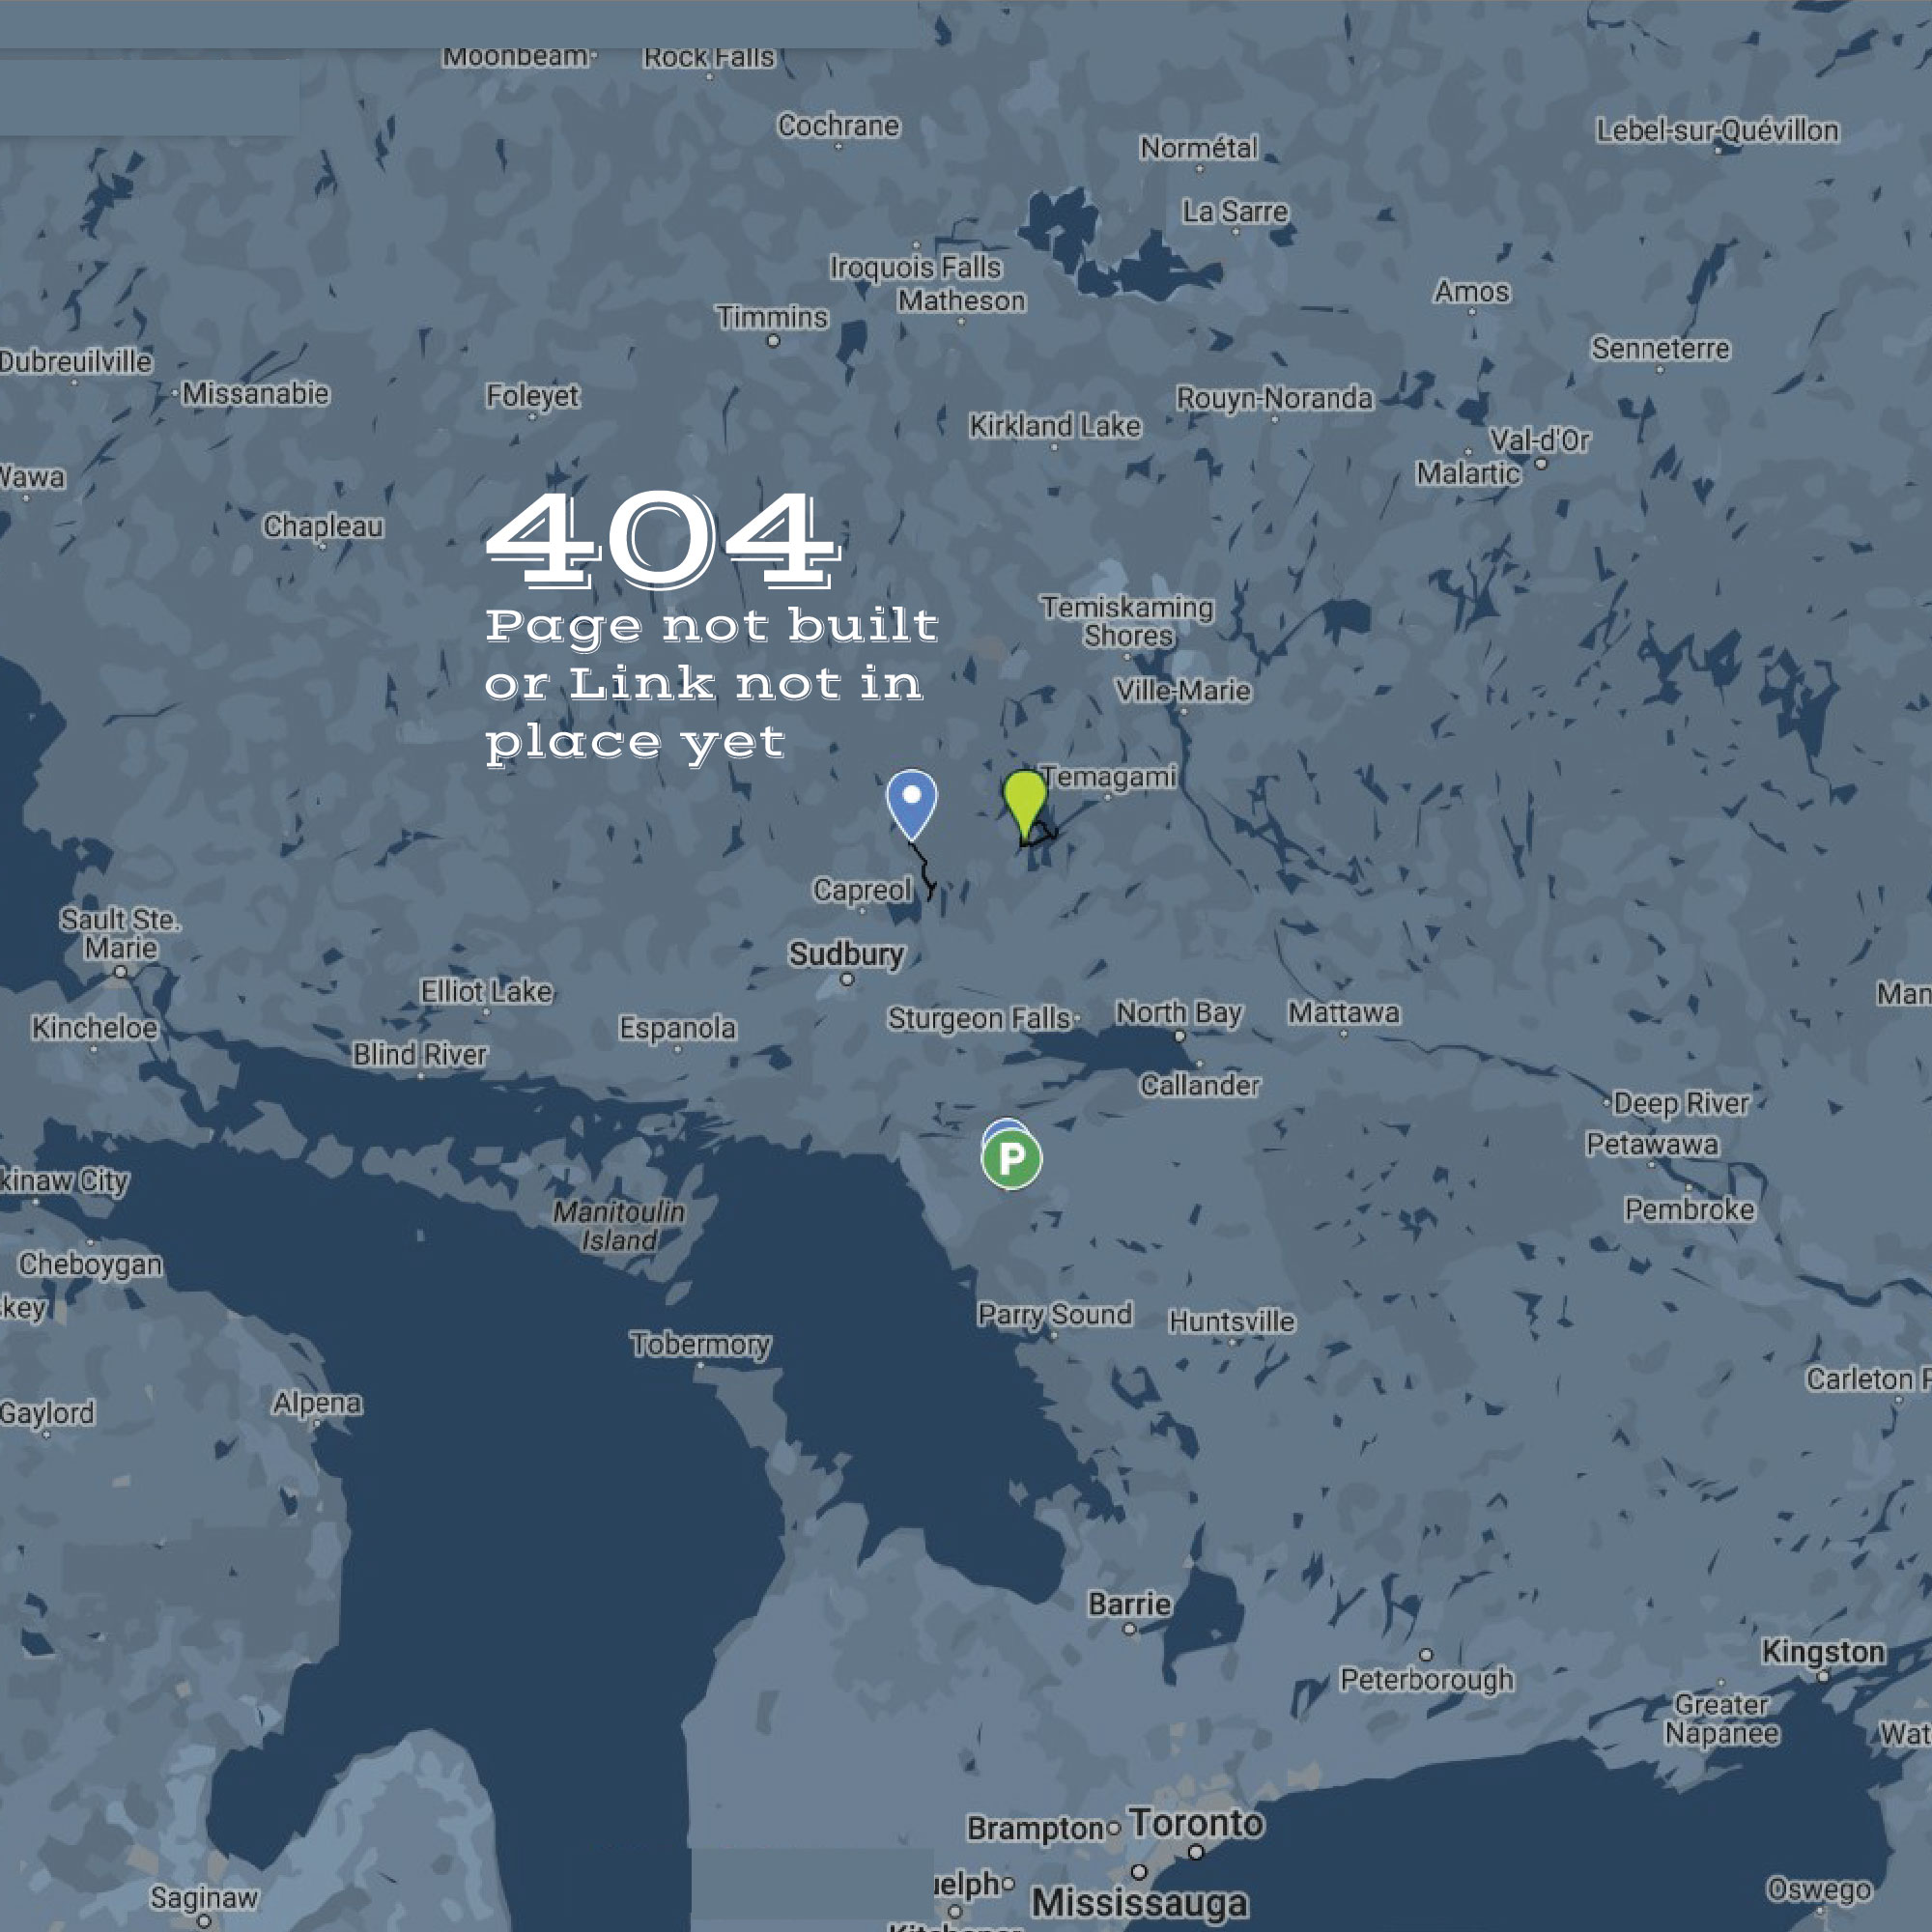 Moonbeam
Rock Falls
Cochrane
Normétal
Lebel-sur-Quévillon
La Sarre
Iroquois Falls
Matheson
Amos
Timmins
Senneterre
Dubreuilville
Missanabie
Foleyet
Rouyn-Noranda
Kirkland Lake
Val-d'Or
Malartic
Wawa
Chapleau
404
Page not built
or Link not in
place yet
Temiskaming
Shores
Ville-Marie
Temagami
Capreol
Sault Ste.
Marie
Sudbury
Elliot Lake
Man
Kincheloe
Espanola
Sturgeon Falls
North Bay
Mattawa
Blind River
Callander
Deep River
Petawawa
P
kinaw City
Manitoulin
Island
Pembroke
Cheboygan
key
Parry Sound
Huntsville
Tobermory
Carleton P
Gaylord
Alpena
Barrie
Kingston
Peterborough
Greater
Napanee
Wat
Brampton
Toronto
uelph
Mississauga
Saginaw
Oswego